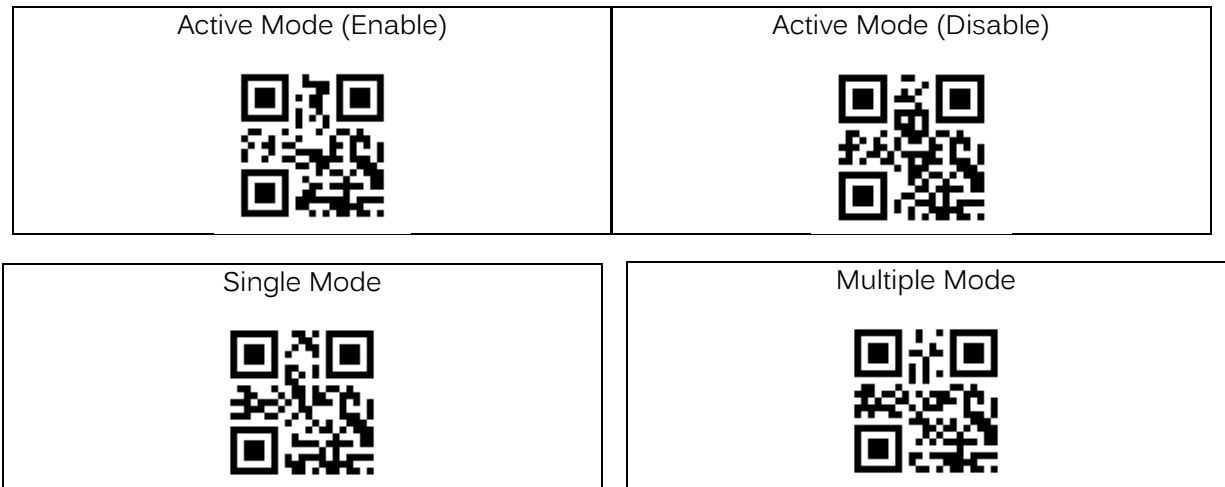 Active Mode (Enable)
Active Mode (Disable)
Single Mode
Multiple Mode